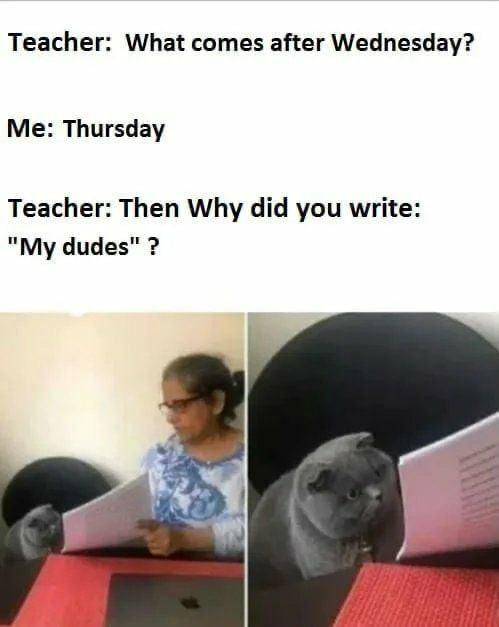 Teacher: What comes after Wednesday?
Me: Thursday
Teacher: Then Why did you write:
"My dudes" ?